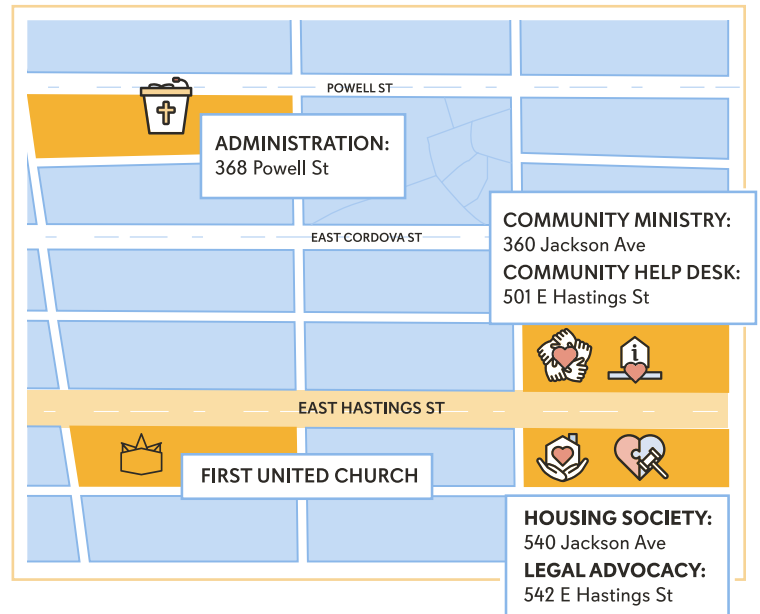 POWELL ST
ADMINISTRATION:
368 Powell St
COMMUNITY MINISTRY:
360 Jackson Ave
COMMUNITY HELP DESK:
501 E Hastings St
EAST CORDOVA ST
i
EAST HASTINGS ST
FIRST UNITED CHURCH
HOUSING SOCIETY:
540 Jackson Ave
LEGAL ADVOCACY:
542 E Hastings St